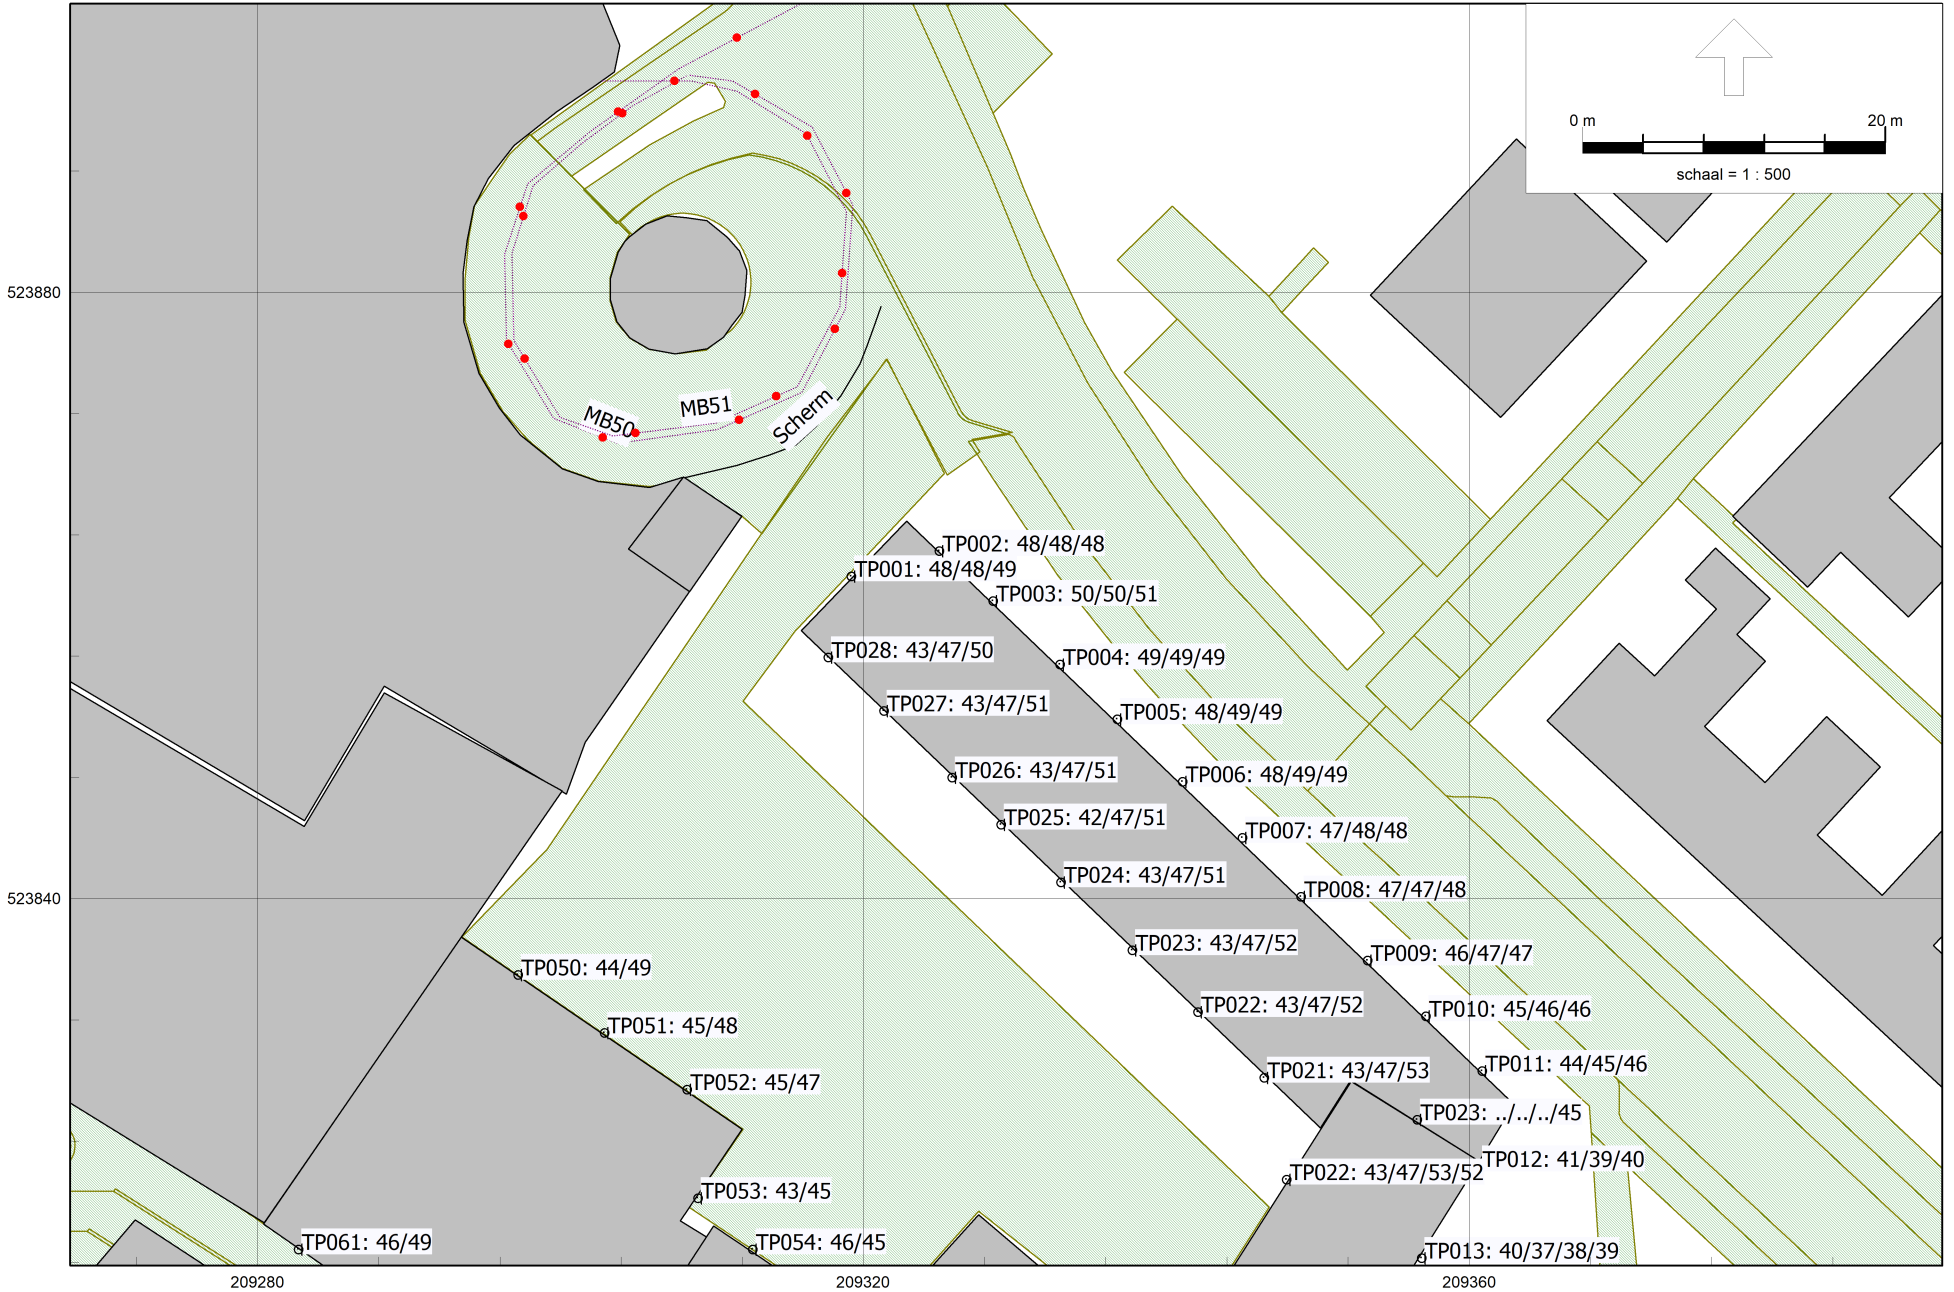 0 m 20 m
schaal = 1 : 500
523880
MB50
MB51
Scherm
TP002: 48/48/48
TP001: 48/48/49
TP003: 50/50/51
TP028: 43/47/50
TP004: 49/49/49
TP027: 43/47/51
TP005: 48/49/49
TP026: 43/47/51
TP006: 48/49/49
TP025: 42/47/51
TP007: 47/48/48
TP024: 43/47/51
TP008: 47/47/48
523840
TP023: 43/47/52
TP009: 46/47/47
TP050: 44/49
TP022: 43/47/52
TP010: 45/46/46
TP051: 45/48
TP021: 43/47/53
TP011: 44/45/46
TP052: 45/47
TP023: ../../../45
TP012: 41/39/40
TP022: 43/47/53/52
TP053: 43/45
TP061: 46/49
TP054: 46/45
TP013: 40/37/38/39
209280 209320 209360